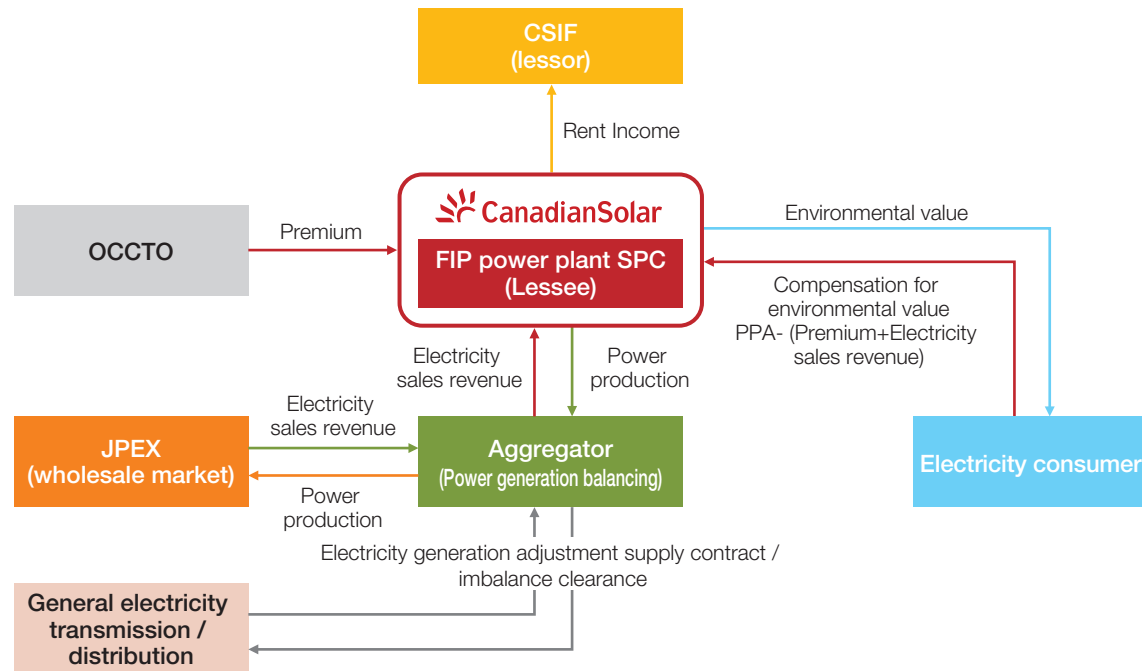 CSIF
(lessor)
Rent Income
CanadianSolar
FIP power plant SPC
(Lessee)
OCCTO
Premium
Environmental value
Compensation for
environmental value
PPA- (Premium+Electricity
sales revenue)
Electricity
sales revenue
Power
production
JPEX
(wholesale market)
Electricity
sales revenue
Power
production
Aggregator
(Power generation balancing)
Electricity consumer
Electricity generation adjustment supply contract /
imbalance clearance
General electricity
transmission /
distribution